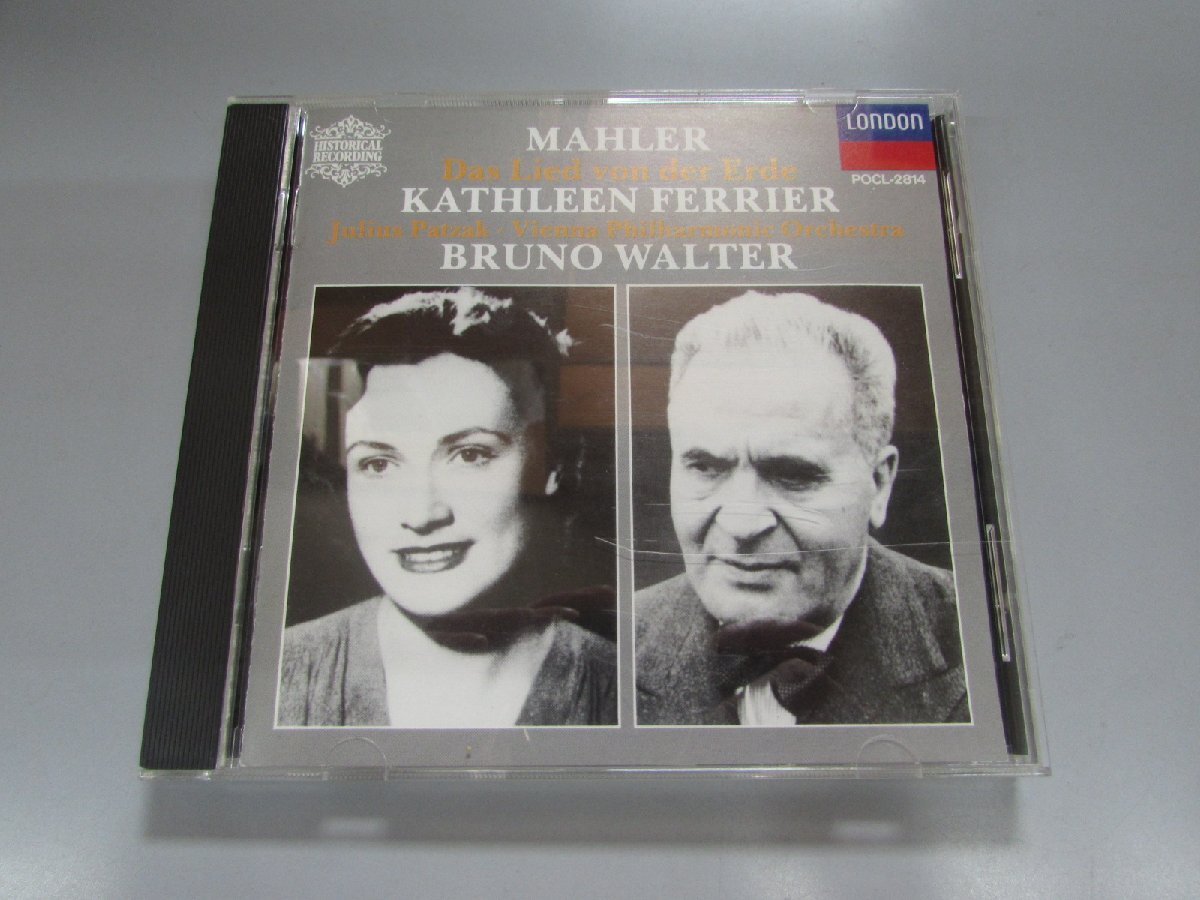 HISTORICAL
RECORDING
MAHLER
Das Lied von der Erde
KATHLEEN FERRIER
Julius Patzak · Vienna Philharmonic Orchestra
BRUNO WALTER
LONDON
POCL-2814